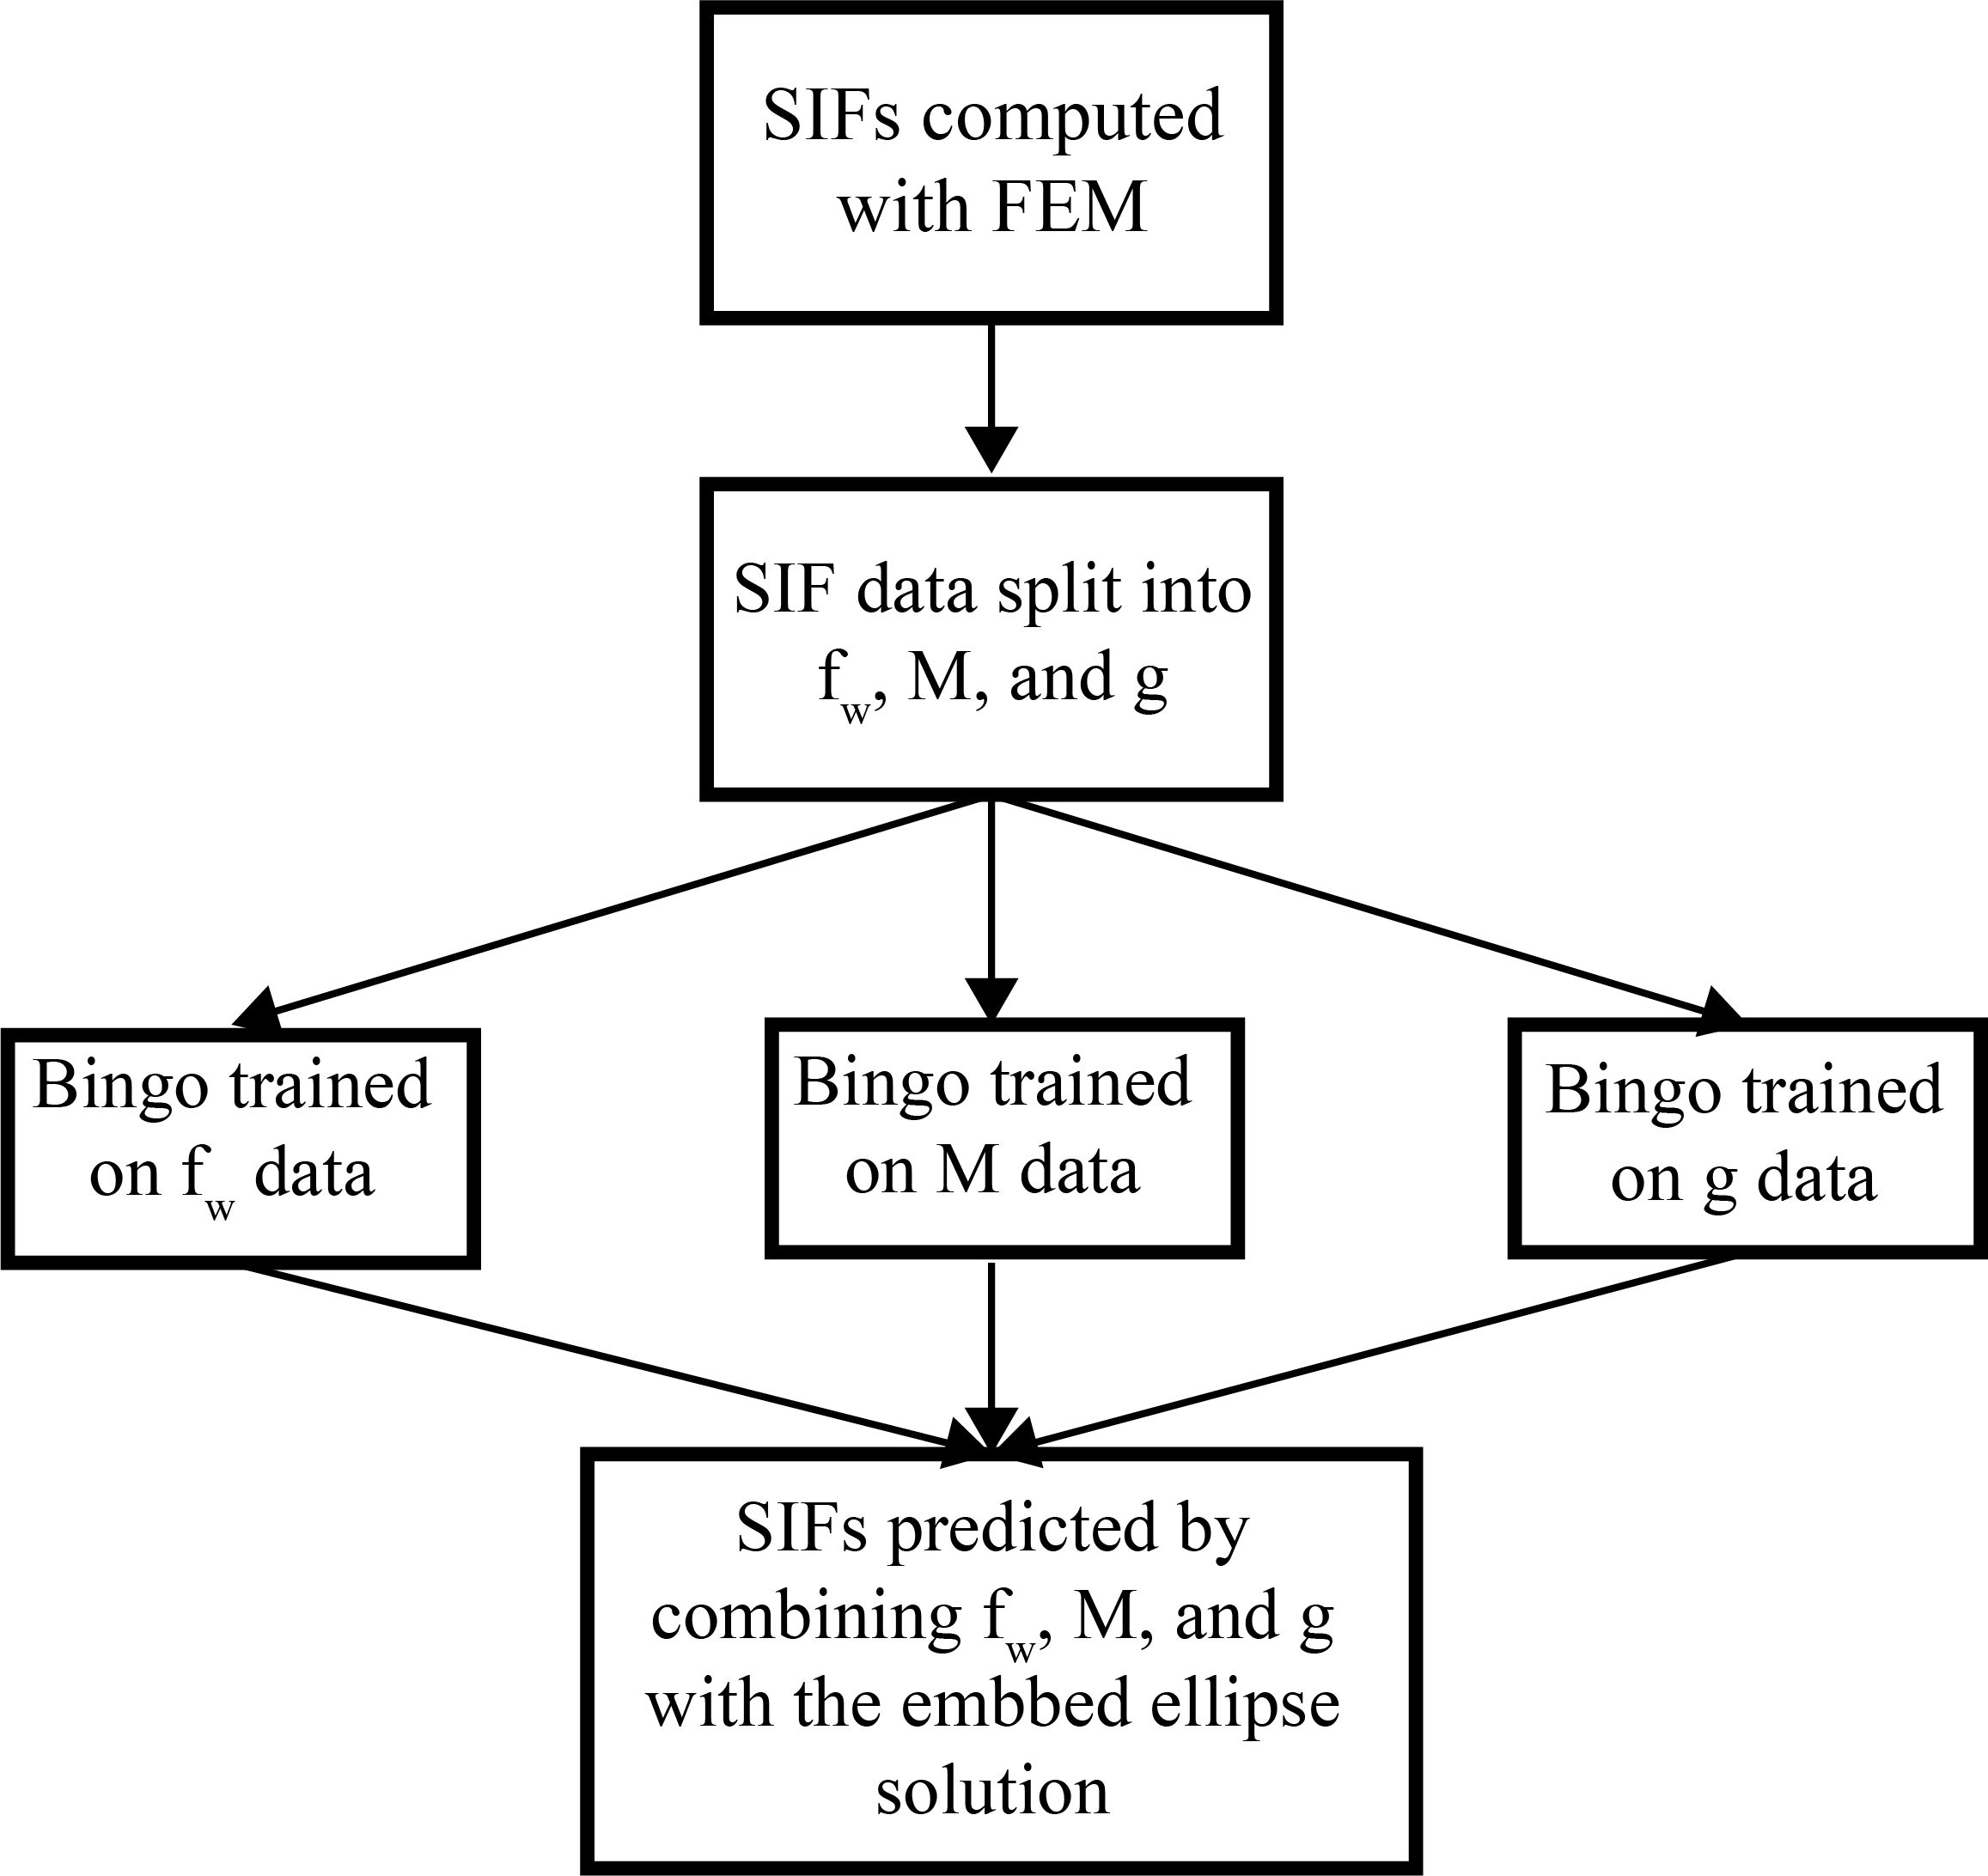 SIFs computed
with FEM
SIF data split into
f_w, M, and g
Bingo trained
on f_w data
Bingo trained
on M data
Bingo trained
on g data
SIFs predicted by
combining f_w, M, and g
with the embbed ellipse
solution